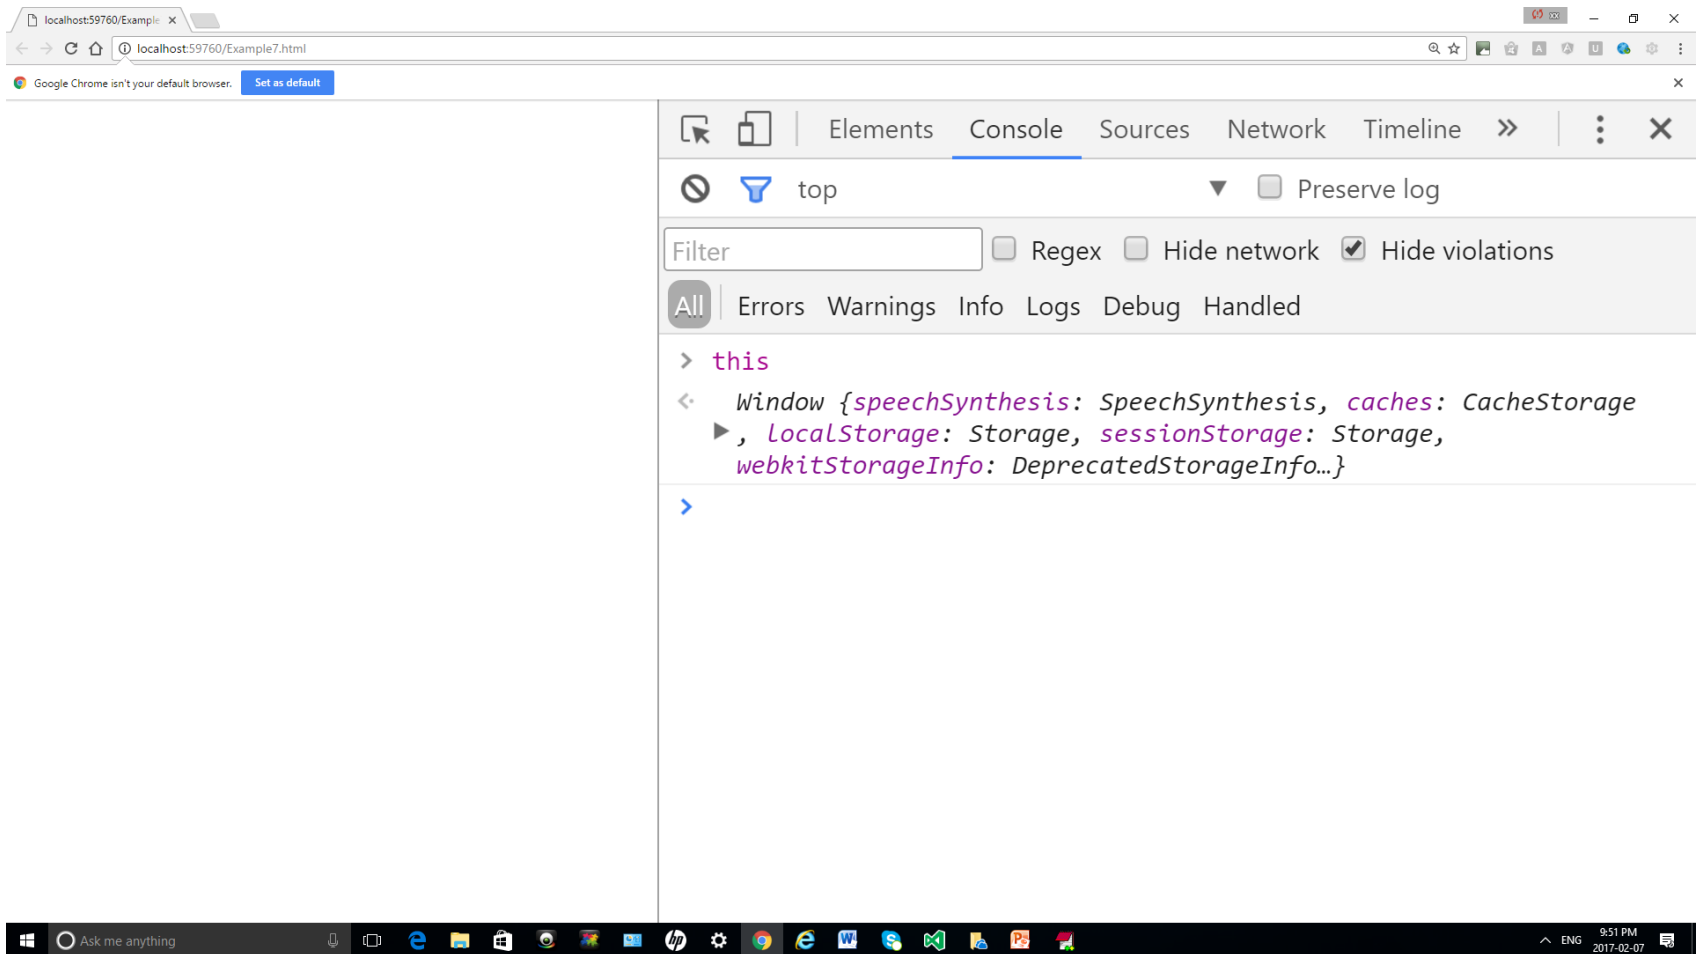 localhost:59760/Example
localhost:59760/Example7.html
Google Chrome isn't your default browser. Set as default
Elements Console Sources Network Timeline
top Preserve log
Filter Regex Hide network Hide violations
All Errors Warnings Info Logs Debug Handled
this
Window {speechSynthesis: SpeechSynthesis, caches: CacheStorage
, localStorage: Storage, sessionStorage: Storage,
webkitStorageInfo: DeprecatedStorageInfo…}
Ask me anything
ENG 9:51 PM
2017-02-07